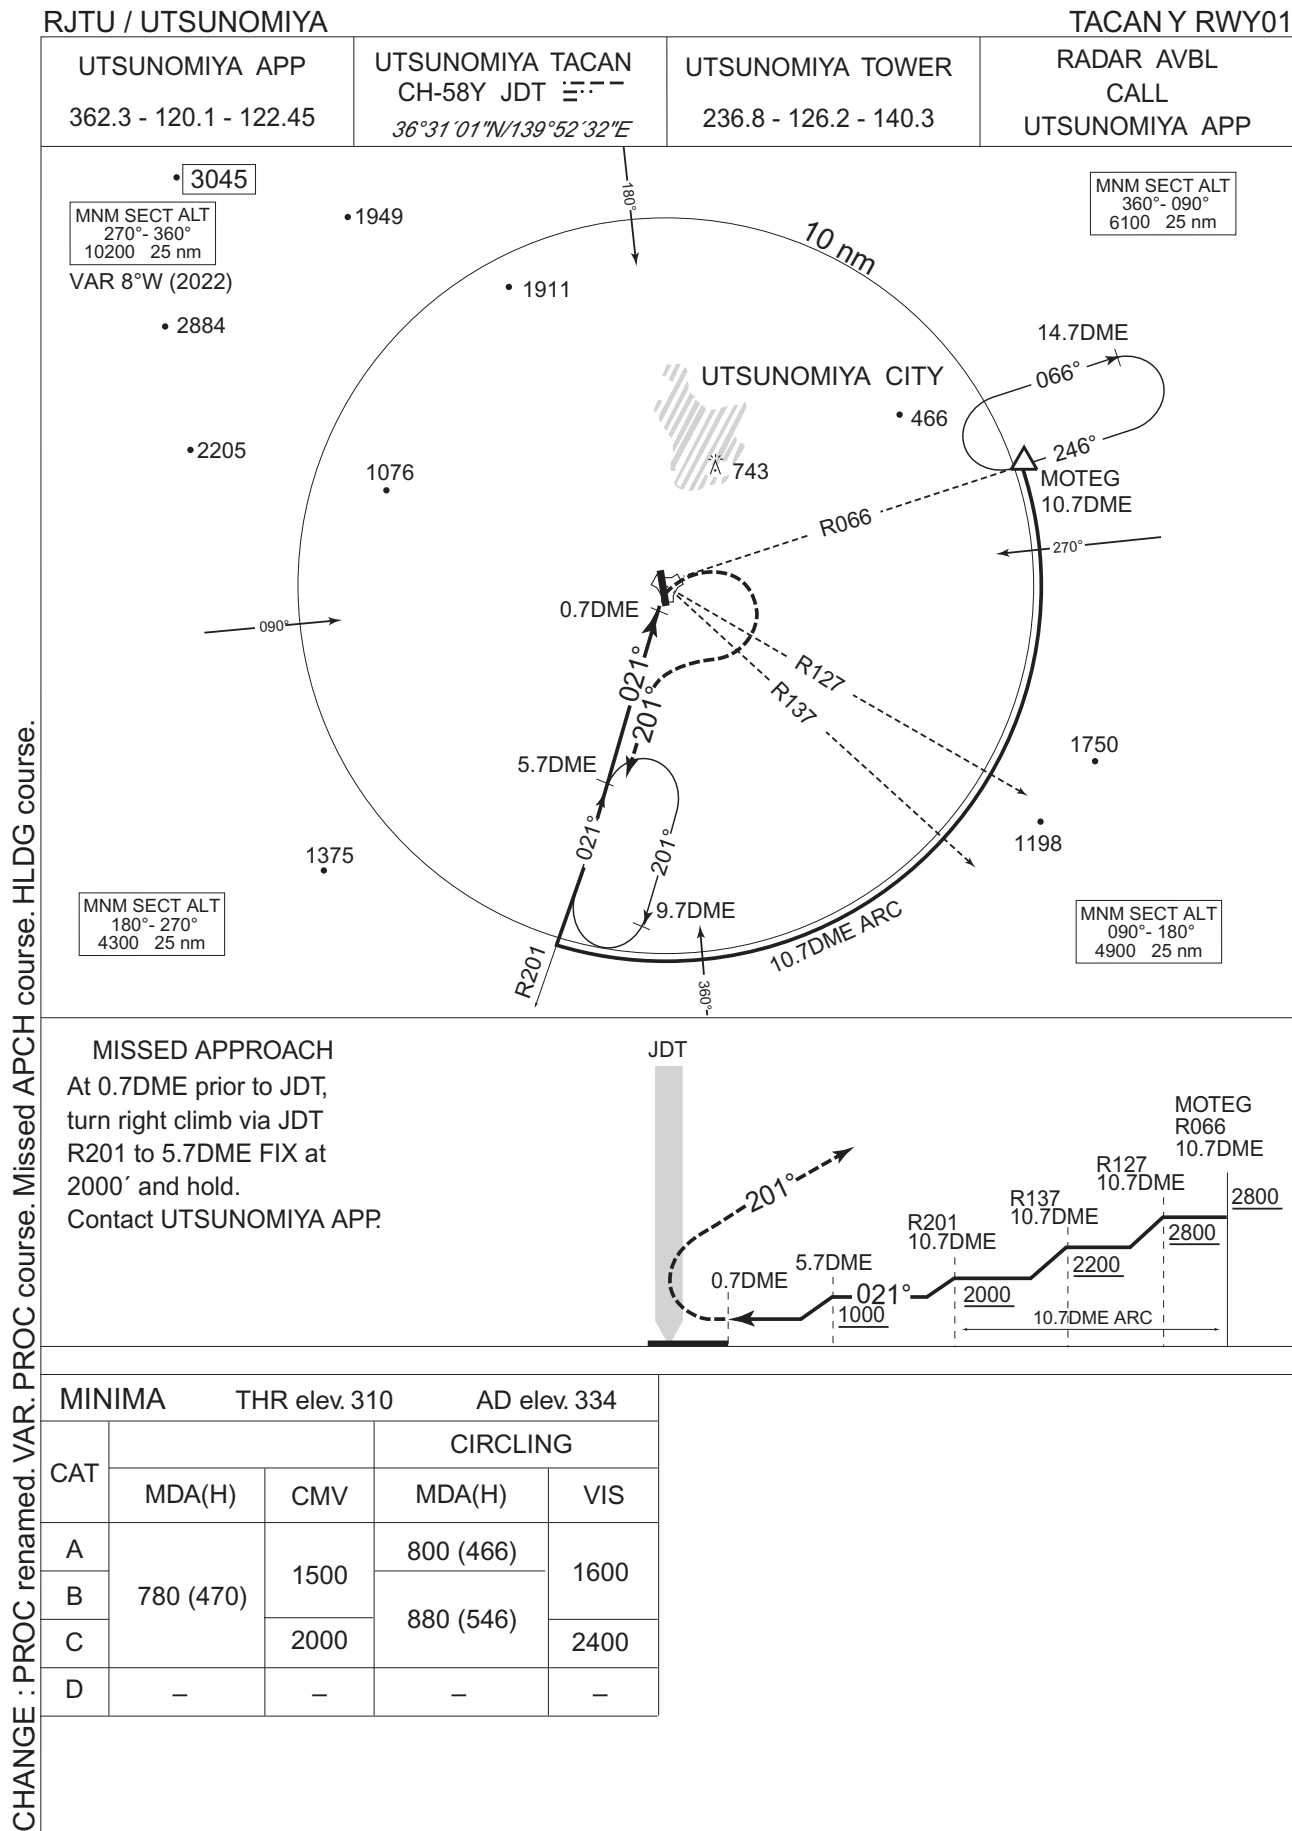 RJTU / UTSUNOMIYA
TACAN Y RWY01
UTSUNOMIYA APP
362.3 - 120.1 - 122.45
UTSUNOMIYA TACAN
CH-58Y JDT
36°31´01"N/139°52´32"E
UTSUNOMIYA TOWER
236.8 - 126.2 - 140.3
RADAR AVBL
CALL
UTSUNOMIYA APP
3045
MNM SECT ALT
270°- 360°
10200 25 nm
VAR 8°W (2022)
1949
180°
MNM SECT ALT
360°- 090°
6100 25 nm
10 nm
1911
2884
14.7DME
UTSUNOMIYA CITY
066°
466
2205
246°
1076
743
MOTEG
10.7DME
R066
270°
0.7DME
090°
021°
201°
R127
R137
1750
5.7DME
1198
021°
201°
1375
9.7DME
MNM SECT ALT
180°- 270°
4300 25 nm
10.7DME ARC
MNM SECT ALT
090°- 180°
4900 25 nm
R201
360°
MISSED APPROACH
At 0.7DME prior to JDT,
turn right climb via JDT
R201 to 5.7DME FIX at
2000´ and hold.
Contact UTSUNOMIYA APP.
JDT
201°
MOTEG
R066
10.7DME
R127
10.7DME
R137
10.7DME
R201
10.7DME
5.7DME
0.7DME
2800
2800
2200
2000
021°
1000
10.7DME ARC
MINIMA THR elev. 310 AD elev. 334
CAT
CIRCLING
MDA(H) CMV MDA(H) VIS
A
B
C
D
780 (470)
1500
2000
800 (466)
880 (546)
1600
2400
– – – –
CHANGE : PROC renamed. VAR. PROC course. Missed APCH course. HLDG course.